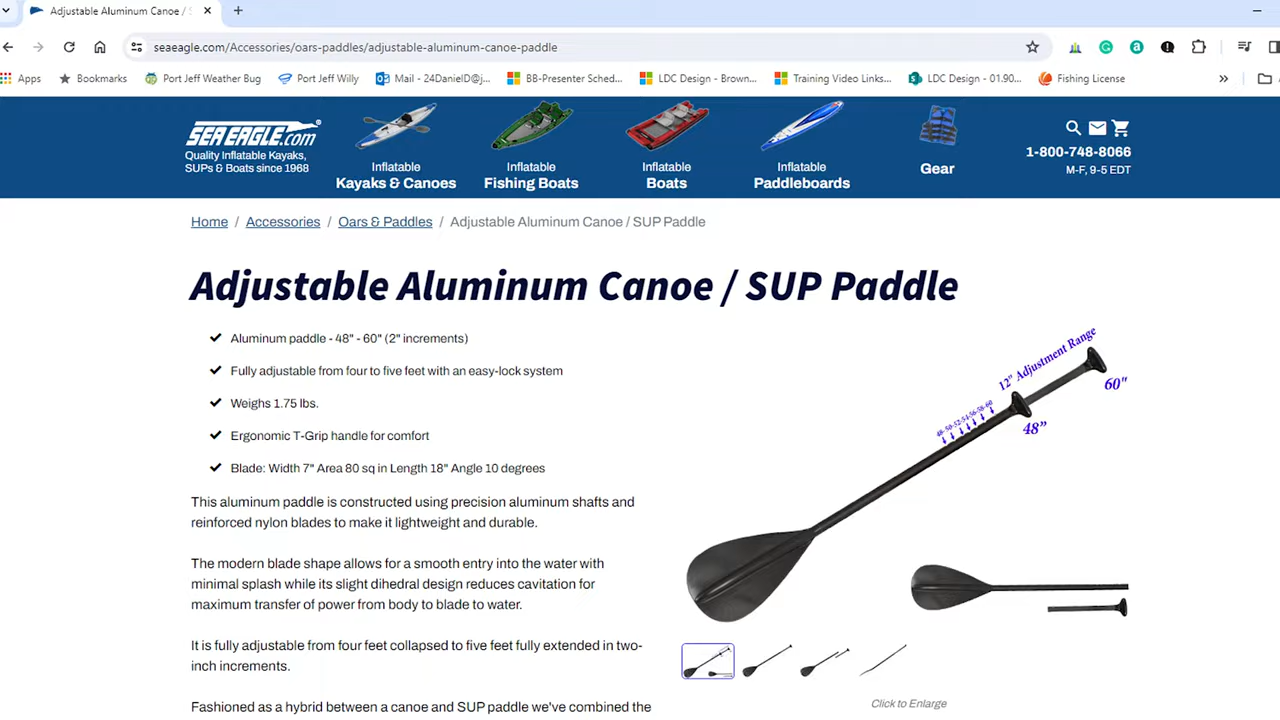 Adjustable Aluminum Canoe / S
seaeagle.com/Accessories/oars-paddles/adjustable-aluminum-canoe-paddle
Apps Bookmarks Port Jeff Weather Bug Port Jeff Willy Mail - 24DanielD@j... BB-Presenter Sched... LDC Design - Brown... Training Video Links... LDC Design - 01.90... Fishing License
SEA EAGLE.com®
Quality Inflatable Kayaks,
SUPs & Boats since 1968
Inflatable
Kayaks & Canoes
Inflatable
Fishing Boats
Inflatable
Boats
Inflatable
Paddleboards
Gear
1-800-748-8066
M-F, 9-5 EDT
Home / Accessories / Oars & Paddles / Adjustable Aluminum Canoe / SUP Paddle
Adjustable Aluminum Canoe / SUP Paddle
Aluminum paddle - 48" - 60" (2" increments)
Fully adjustable from four to five feet with an easy-lock system
Weighs 1.75 lbs.
Ergonomic T-Grip handle for comfort
Blade: Width 7" Area 80 sq in Length 18" Angle 10 degrees
This aluminum paddle is constructed using precision aluminum shafts and
reinforced nylon blades to make it lightweight and durable.
The modern blade shape allows for a smooth entry into the water with
minimal splash while its slight dihedral design reduces cavitation for
maximum transfer of power from body to blade to water.
It is fully adjustable from four feet collapsed to five feet fully extended in two-
inch increments.
Fashioned as a hybrid between a canoe and SUP paddle we've combined the
12" Adjustment Range
60"
48"
48-50-52-54-56-58-60
Click to Enlarge